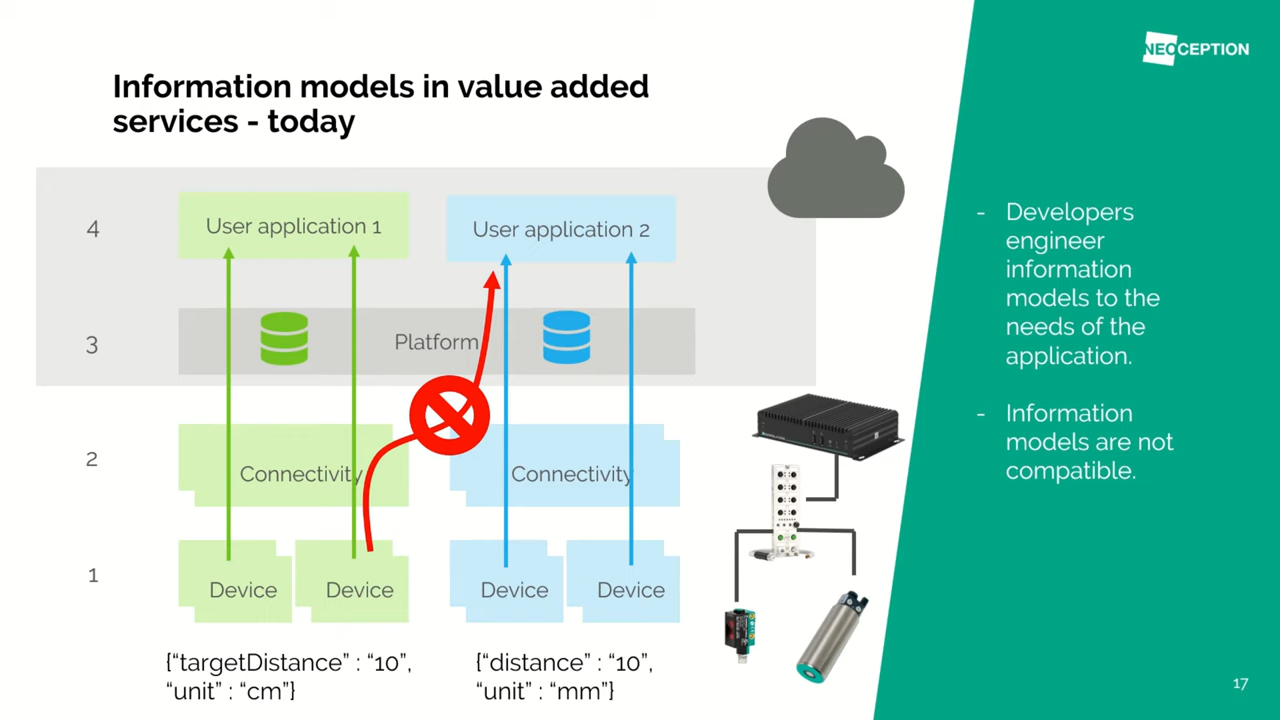 NEOCEPTION
Information models in value added
services - today
4
User application 1
User application 2
3
Platform
2
Connectivity
Connectivity
1
Device
Device
Device
Device
{“targetDistance” : “10”,
“unit” : “cm”}
{“distance” : “10”,
“unit” : “mm”}
- Developers
engineer
information
models to the
needs of the
application.
- Information
models are not
compatible.
17